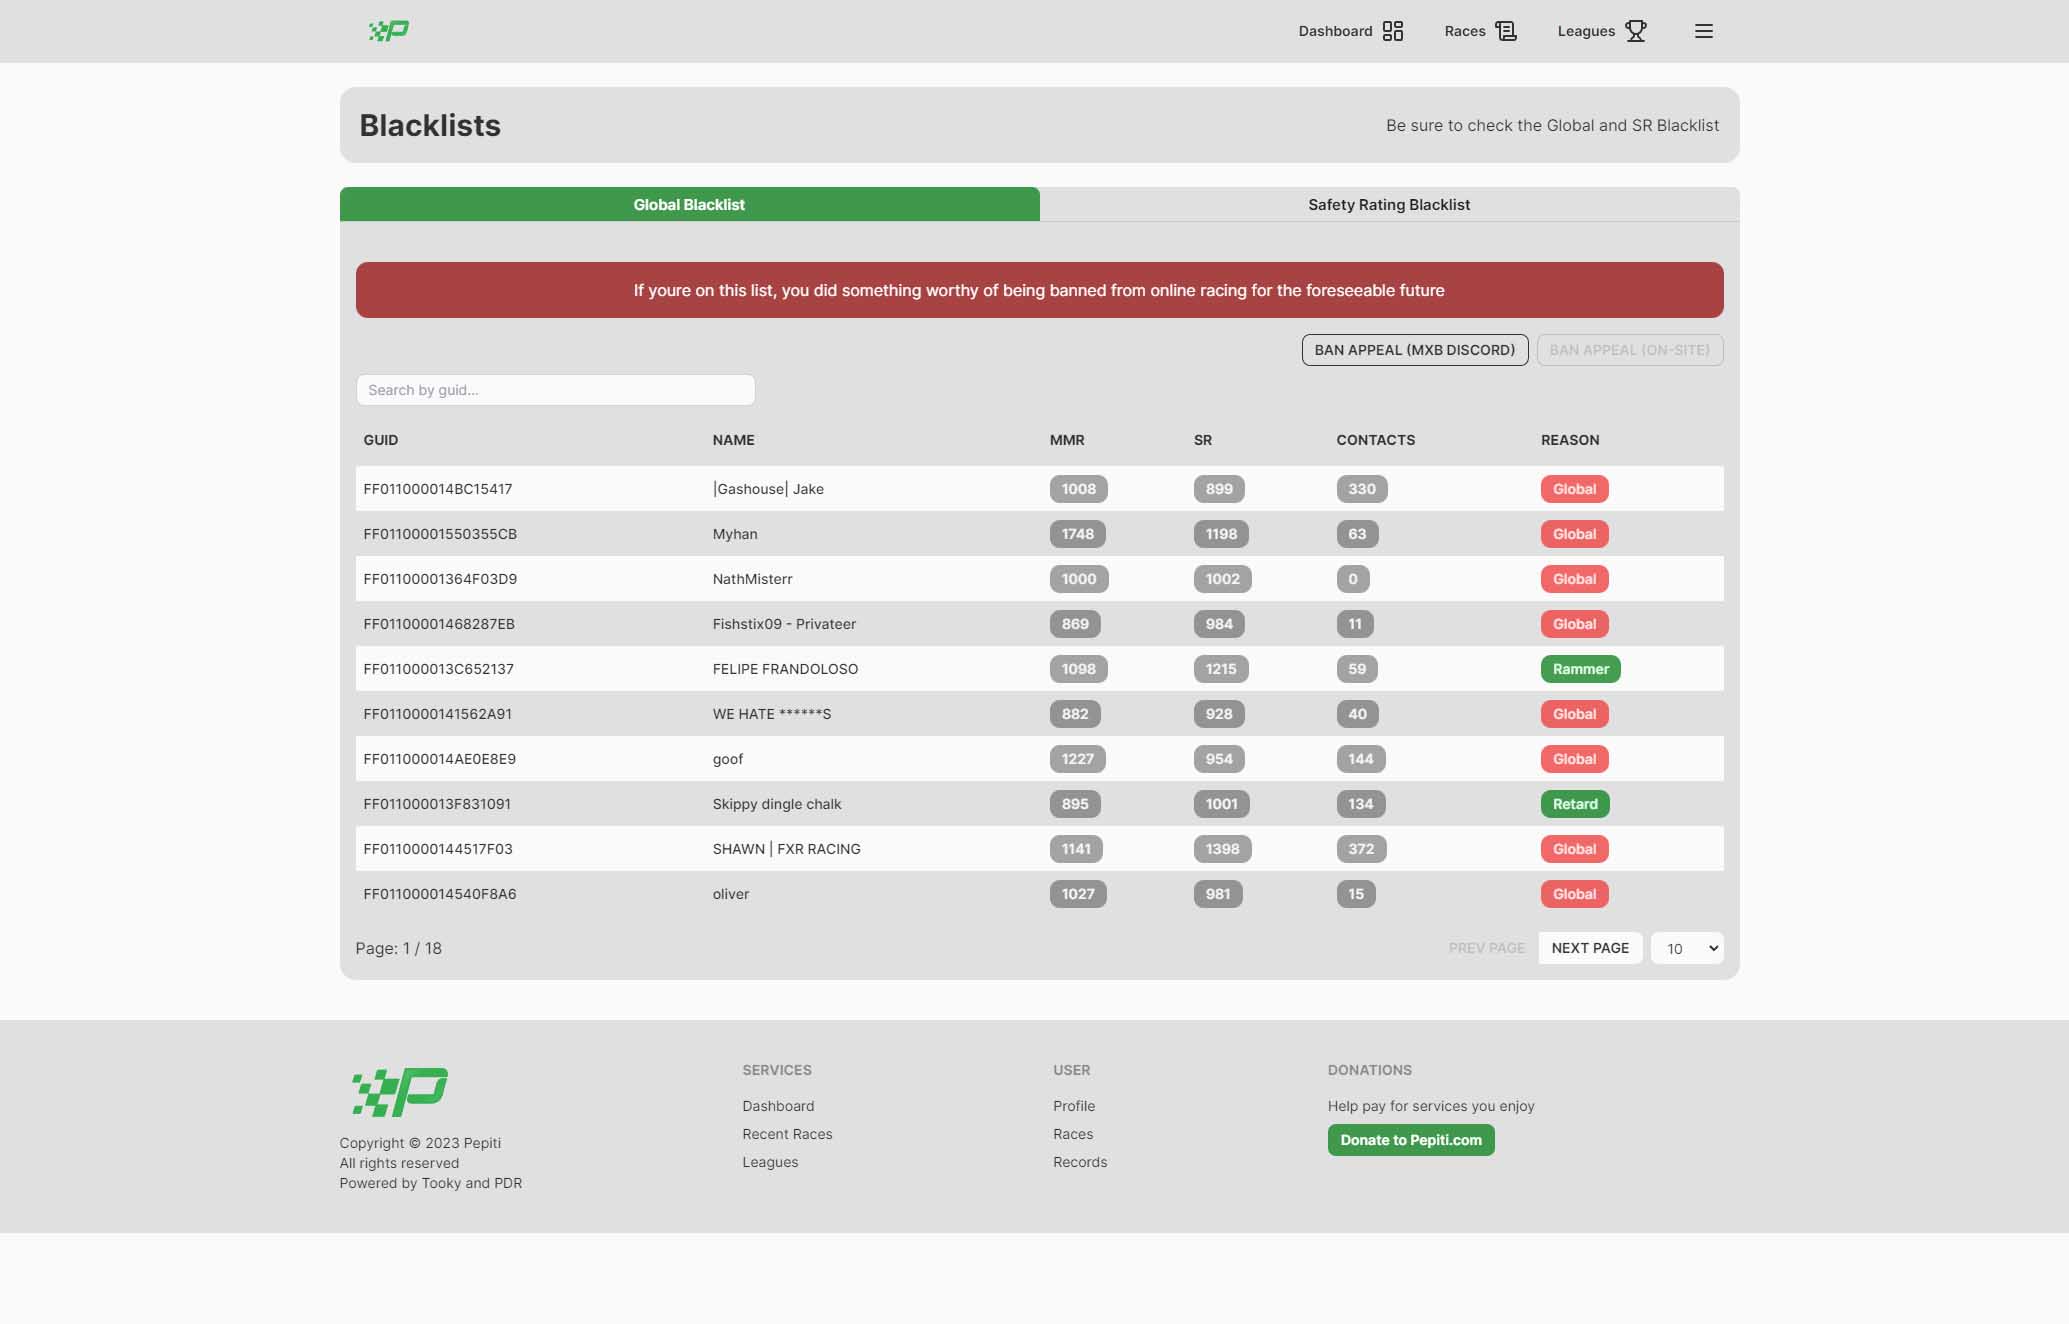 Dashboard Races Leagues
Blacklists
Be sure to check the Global and SR Blacklist
Global Blacklist Safety Rating Blacklist
If youre on this list, you did something worthy of being banned from online racing for the foreseeable future
BAN APPEAL (MXB DISCORD) BAN APPEAL (ON-SITE)
Search by guid...
GUID NAME MMR SR CONTACTS REASON
FF011000014BC15417 |Gashouse| Jake 1008 899 330 Global
FF01100001550355CB Myhan 1748 1198 63 Global
FF01100001364F03D9 NathMisterr 1000 1002 0 Global
FF01100001468287EB Fishstix09 - Privateer 869 984 11 Global
FF011000013C652137 FELIPE FRANDOLOSO 1098 1215 59 Rammer
FF0110000141562A91 WE HATE ******S 882 928 40 Global
FF011000014AE0E8E9 goof 1227 954 144 Global
FF011000013F831091 Skippy dingle chalk 895 1001 134 Retard
FF0110000144517F03 SHAWN | FXR RACING 1141 1398 372 Global
FF011000014540F8A6 oliver 1027 981 15 Global
Page: 1 / 18 PREV PAGE NEXT PAGE 10
SERVICES
Dashboard
Recent Races
Leagues
USER
Profile
Races
Records
DONATIONS
Help pay for services you enjoy
Donate to Pepiti.com
Copyright © 2023 Pepiti
All rights reserved
Powered by Tooky and PDR